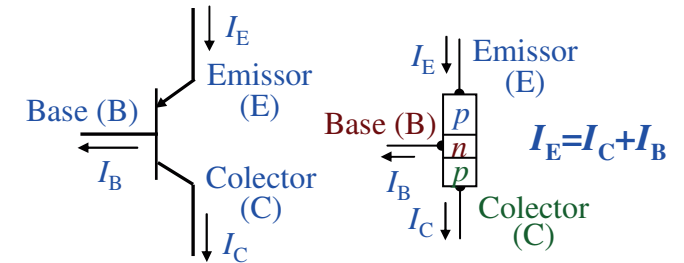 I_E
Emissor
(E)
Base (B)
I_B
Colector
(C)
I_C
I_E
Emissor
(E)
p
Base (B)
n
I_B
p
I_C
Colector
(C)
I_E=I_C+I_B